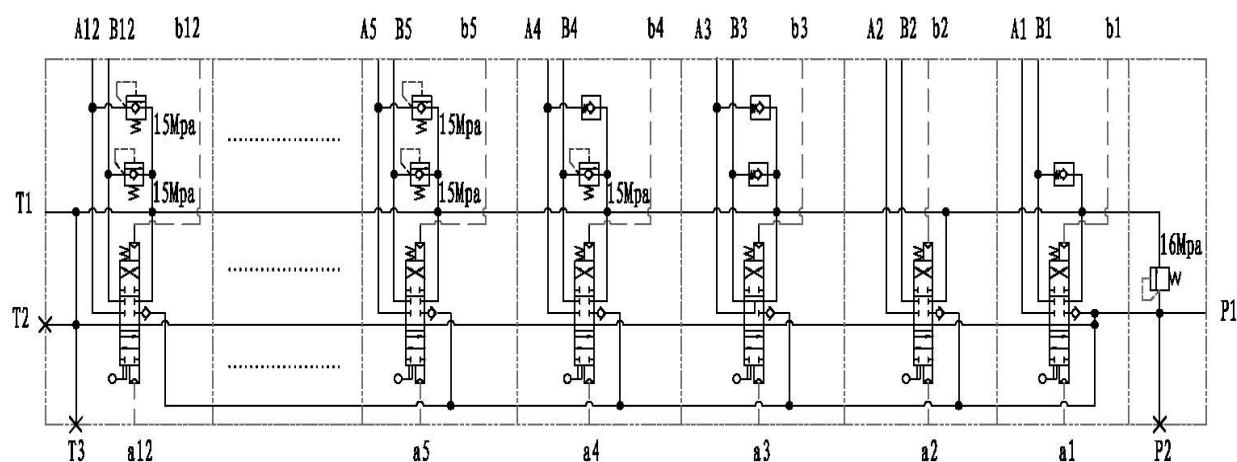 A12 B12 b12 A5 B5 b5 A4 B4 b4 A3 B3 b3 A2 B2 b2 A1 B1 b1
15Mpa 15Mpa
15Mpa 15Mpa 15Mpa
T1
16Mpa
T2 P1
T3 a12 a5 a4 a3 a2 a1 P2